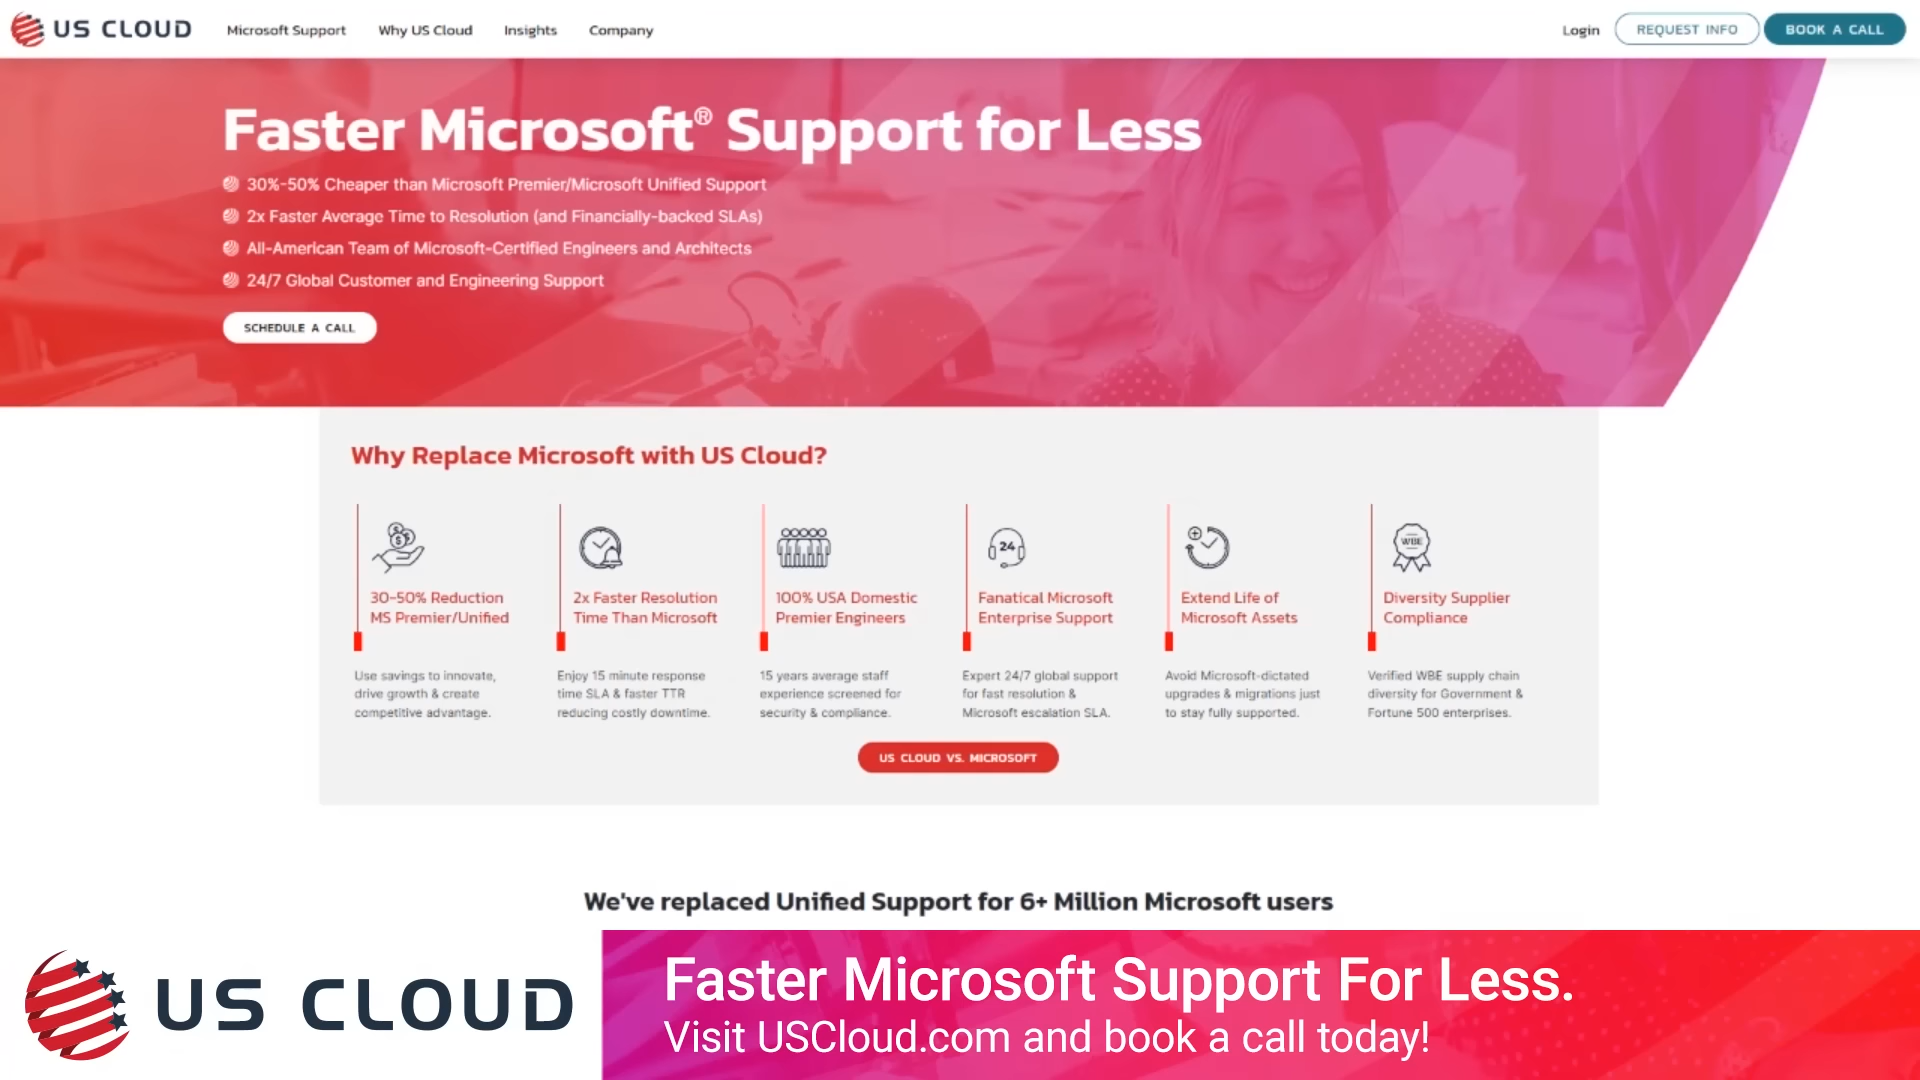 US CLOUD
Microsoft Support
Why US Cloud
Insights
Company
Login
REQUEST INFO
BOOK A CALL
Faster Microsoft® Support for Less
30%-50% Cheaper than Microsoft Premier/Microsoft Unified Support
2x Faster Average Time to Resolution (and Financially-backed SLAs)
All-American Team of Microsoft-Certified Engineers and Architects
24/7 Global Customer and Engineering Support
SCHEDULE A CALL
Why Replace Microsoft with US Cloud?
$
$
$
30-50% Reduction
MS Premier/Unified
Use savings to innovate,
drive growth & create
competitive advantage.
2x Faster Resolution
Time Than Microsoft
Enjoy 15 minute response
time SLA & faster TTR
reducing costly downtime.
100% USA Domestic
Premier Engineers
15 years average staff
experience screened for
security & compliance.
24
Fanatical Microsoft
Enterprise Support
Expert 24/7 global support
for fast resolution &
Microsoft escalation SLA.
Extend Life of
Microsoft Assets
Avoid Microsoft-dictated
upgrades & migrations just
to stay fully supported.
WBE
Diversity Supplier
Compliance
Verified WBE supply chain
diversity for Government &
Fortune 500 enterprises.
US CLOUD VS. MICROSOFT
We've replaced Unified Support for 6+ Million Microsoft users
US CLOUD
Faster Microsoft Support For Less.
Visit USCloud.com and book a call today!